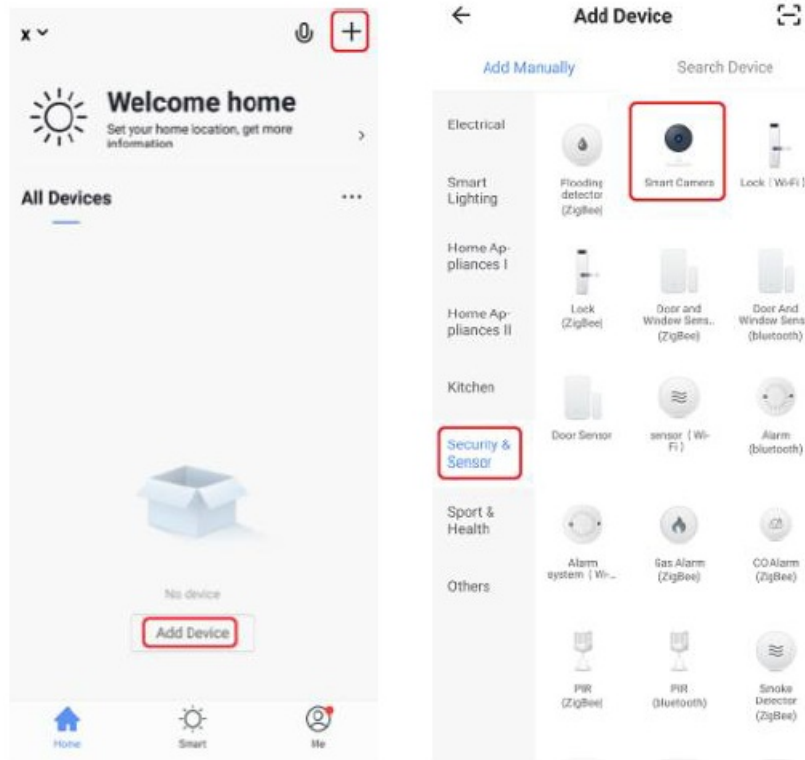 x
Welcome home
Set your home location, get more
information
All Devices
No device
Add Device
Home
Smart
Me
Add Device
Add Manually
Search Device
Electrical
Smart
Lighting
Home Ap-
pliances I
Home Ap-
pliances II
Kitchen
Security &
Sensor
Sport &
Health
Others
Flooding
detector
(ZigBee)
Smart Camera
Lock (Wi-Fi)
Lock
(ZigBee)
Door and
Window Sens..
(ZigBee)
Door And
Window Sens
(bluetooth)
Door Sensor
sensor (Wi-
Fi)
Alarm
(bluetooth)
Alarm
system (Wi-...
Gas Alarm
(ZigBee)
CO Alarm
(ZigBee)
PIR
(ZigBee)
PIR
(bluetooth)
Smoke
Detector
(ZigBee)